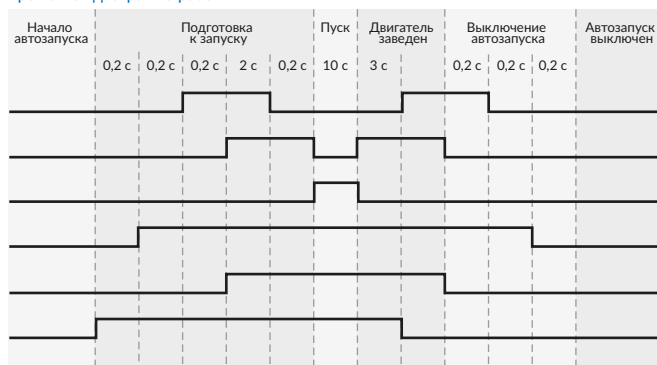 Начало
автозапуска
Подготовка
к запуску
Пуск
Двигатель
заведен
Выключение
автозапуска
Автозапуск
выключен
0,2 с 0,2 с 0,2 с 2 с 0,2 с 10 с 3 с 0,2 с 0,2 с 0,2 с